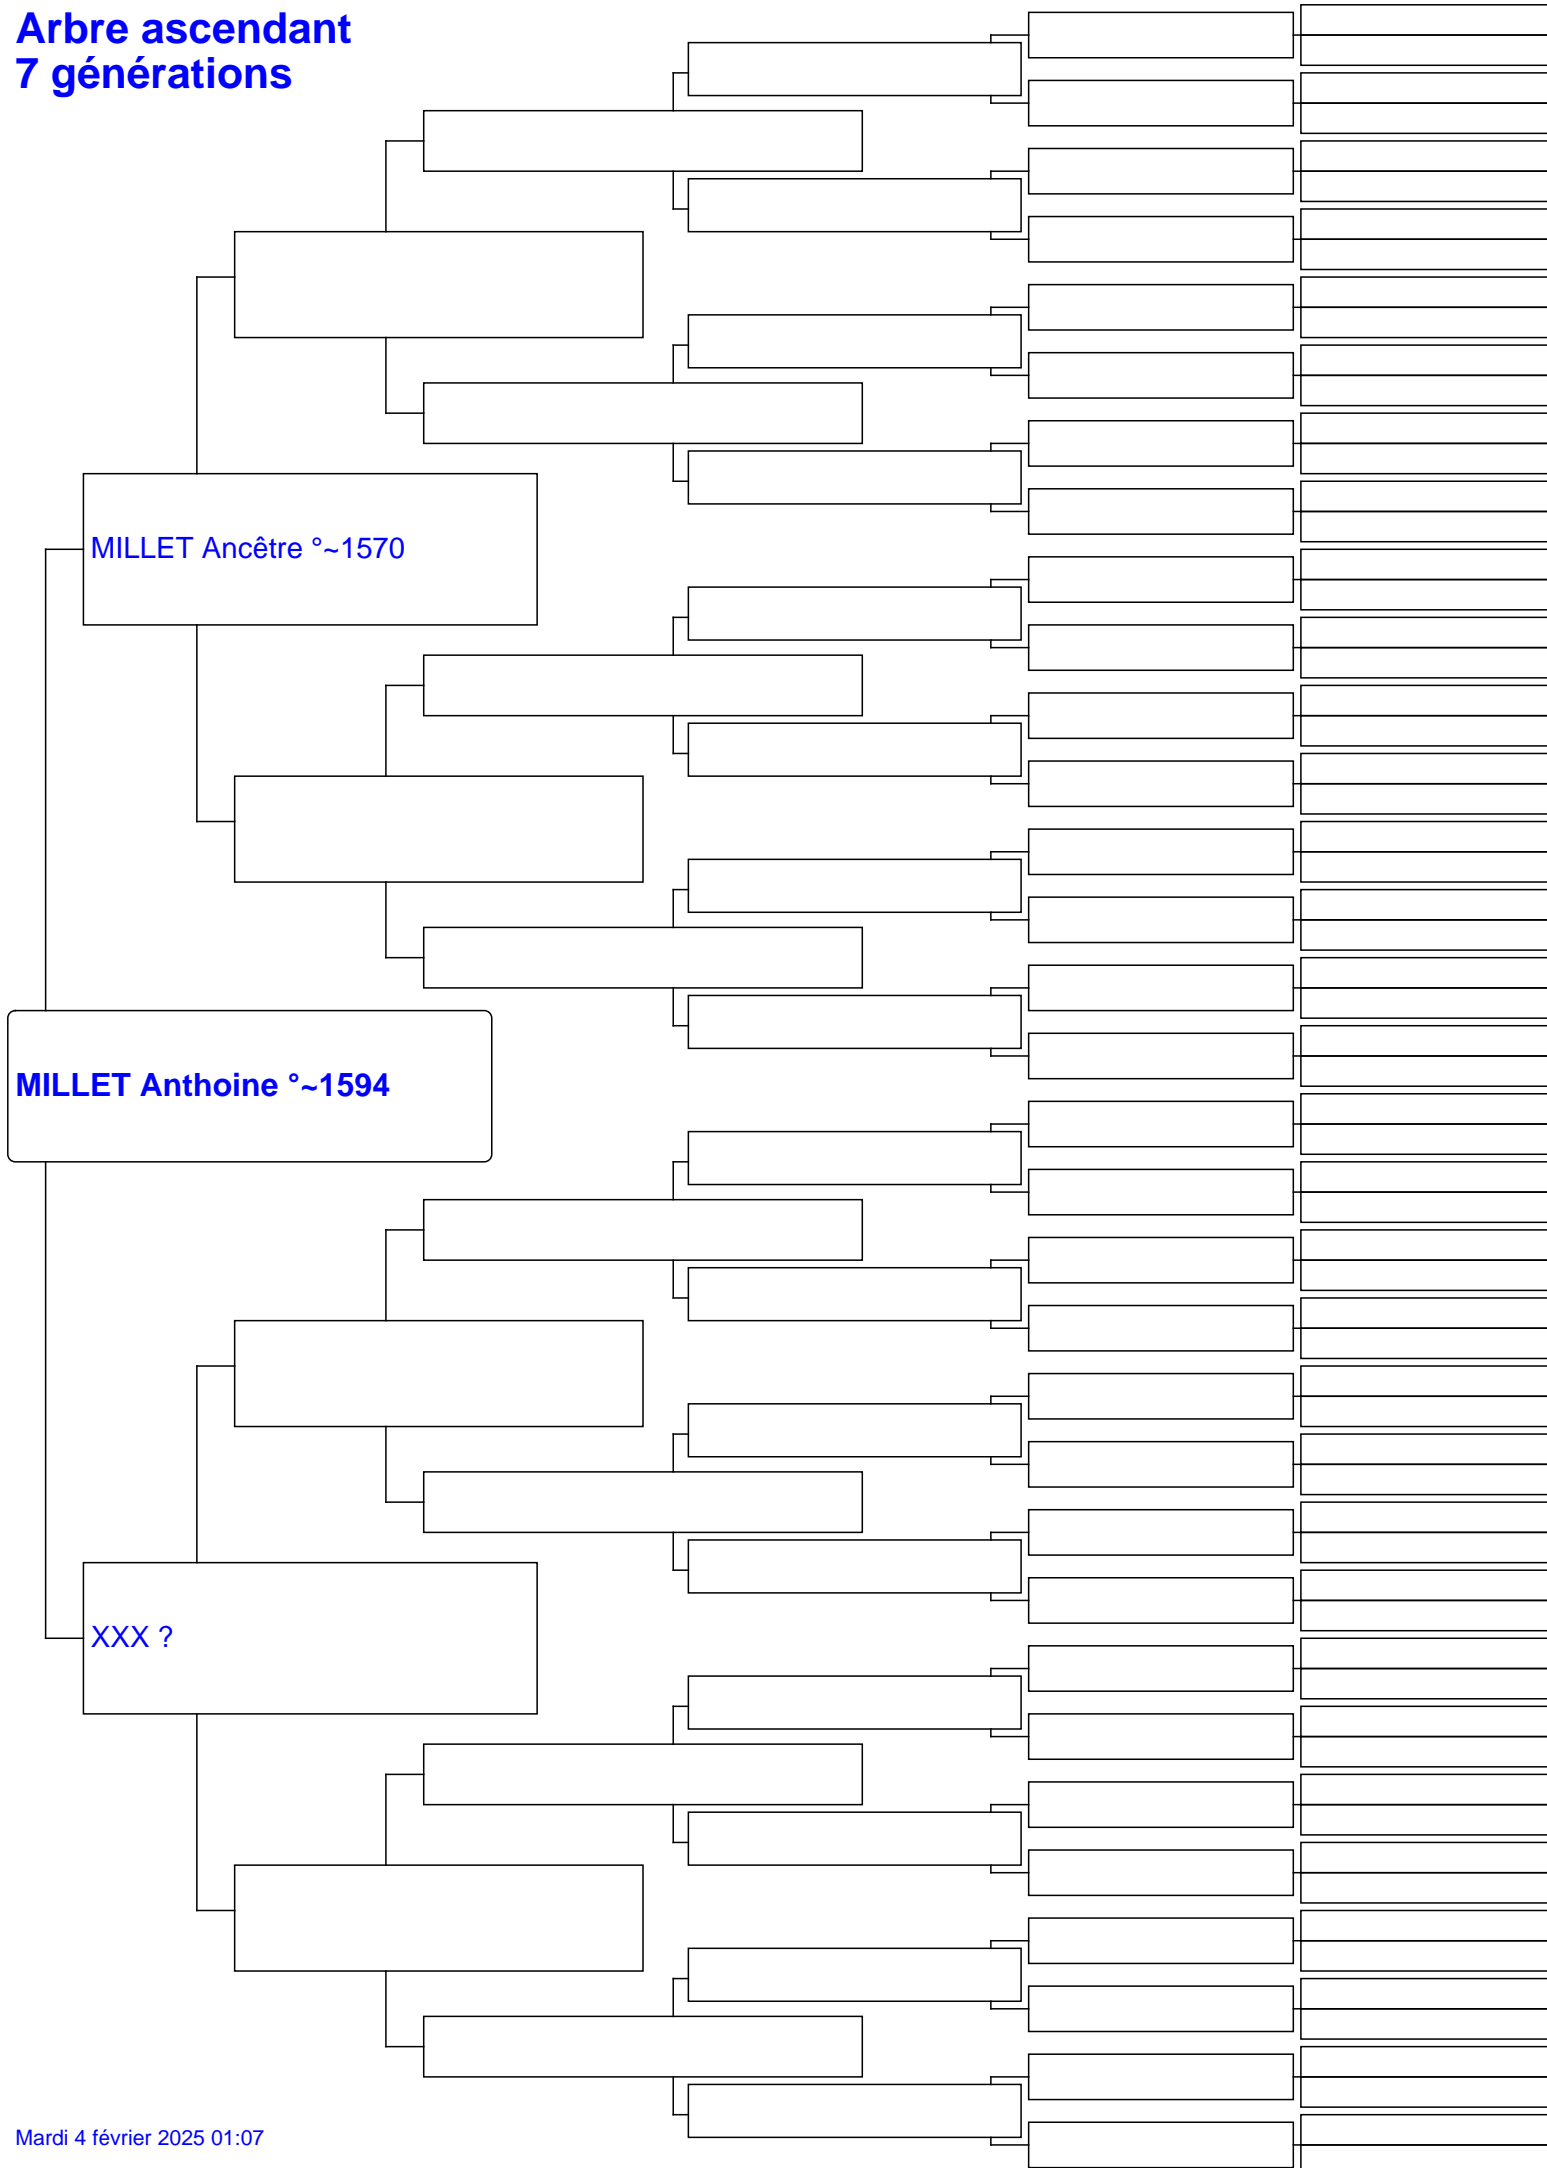 Arbre ascendant
7 générations
MILLET Ancêtre °~1570
MILLET Anthoine °~1594
XXX ?
Mardi 4 février 2025 01:07